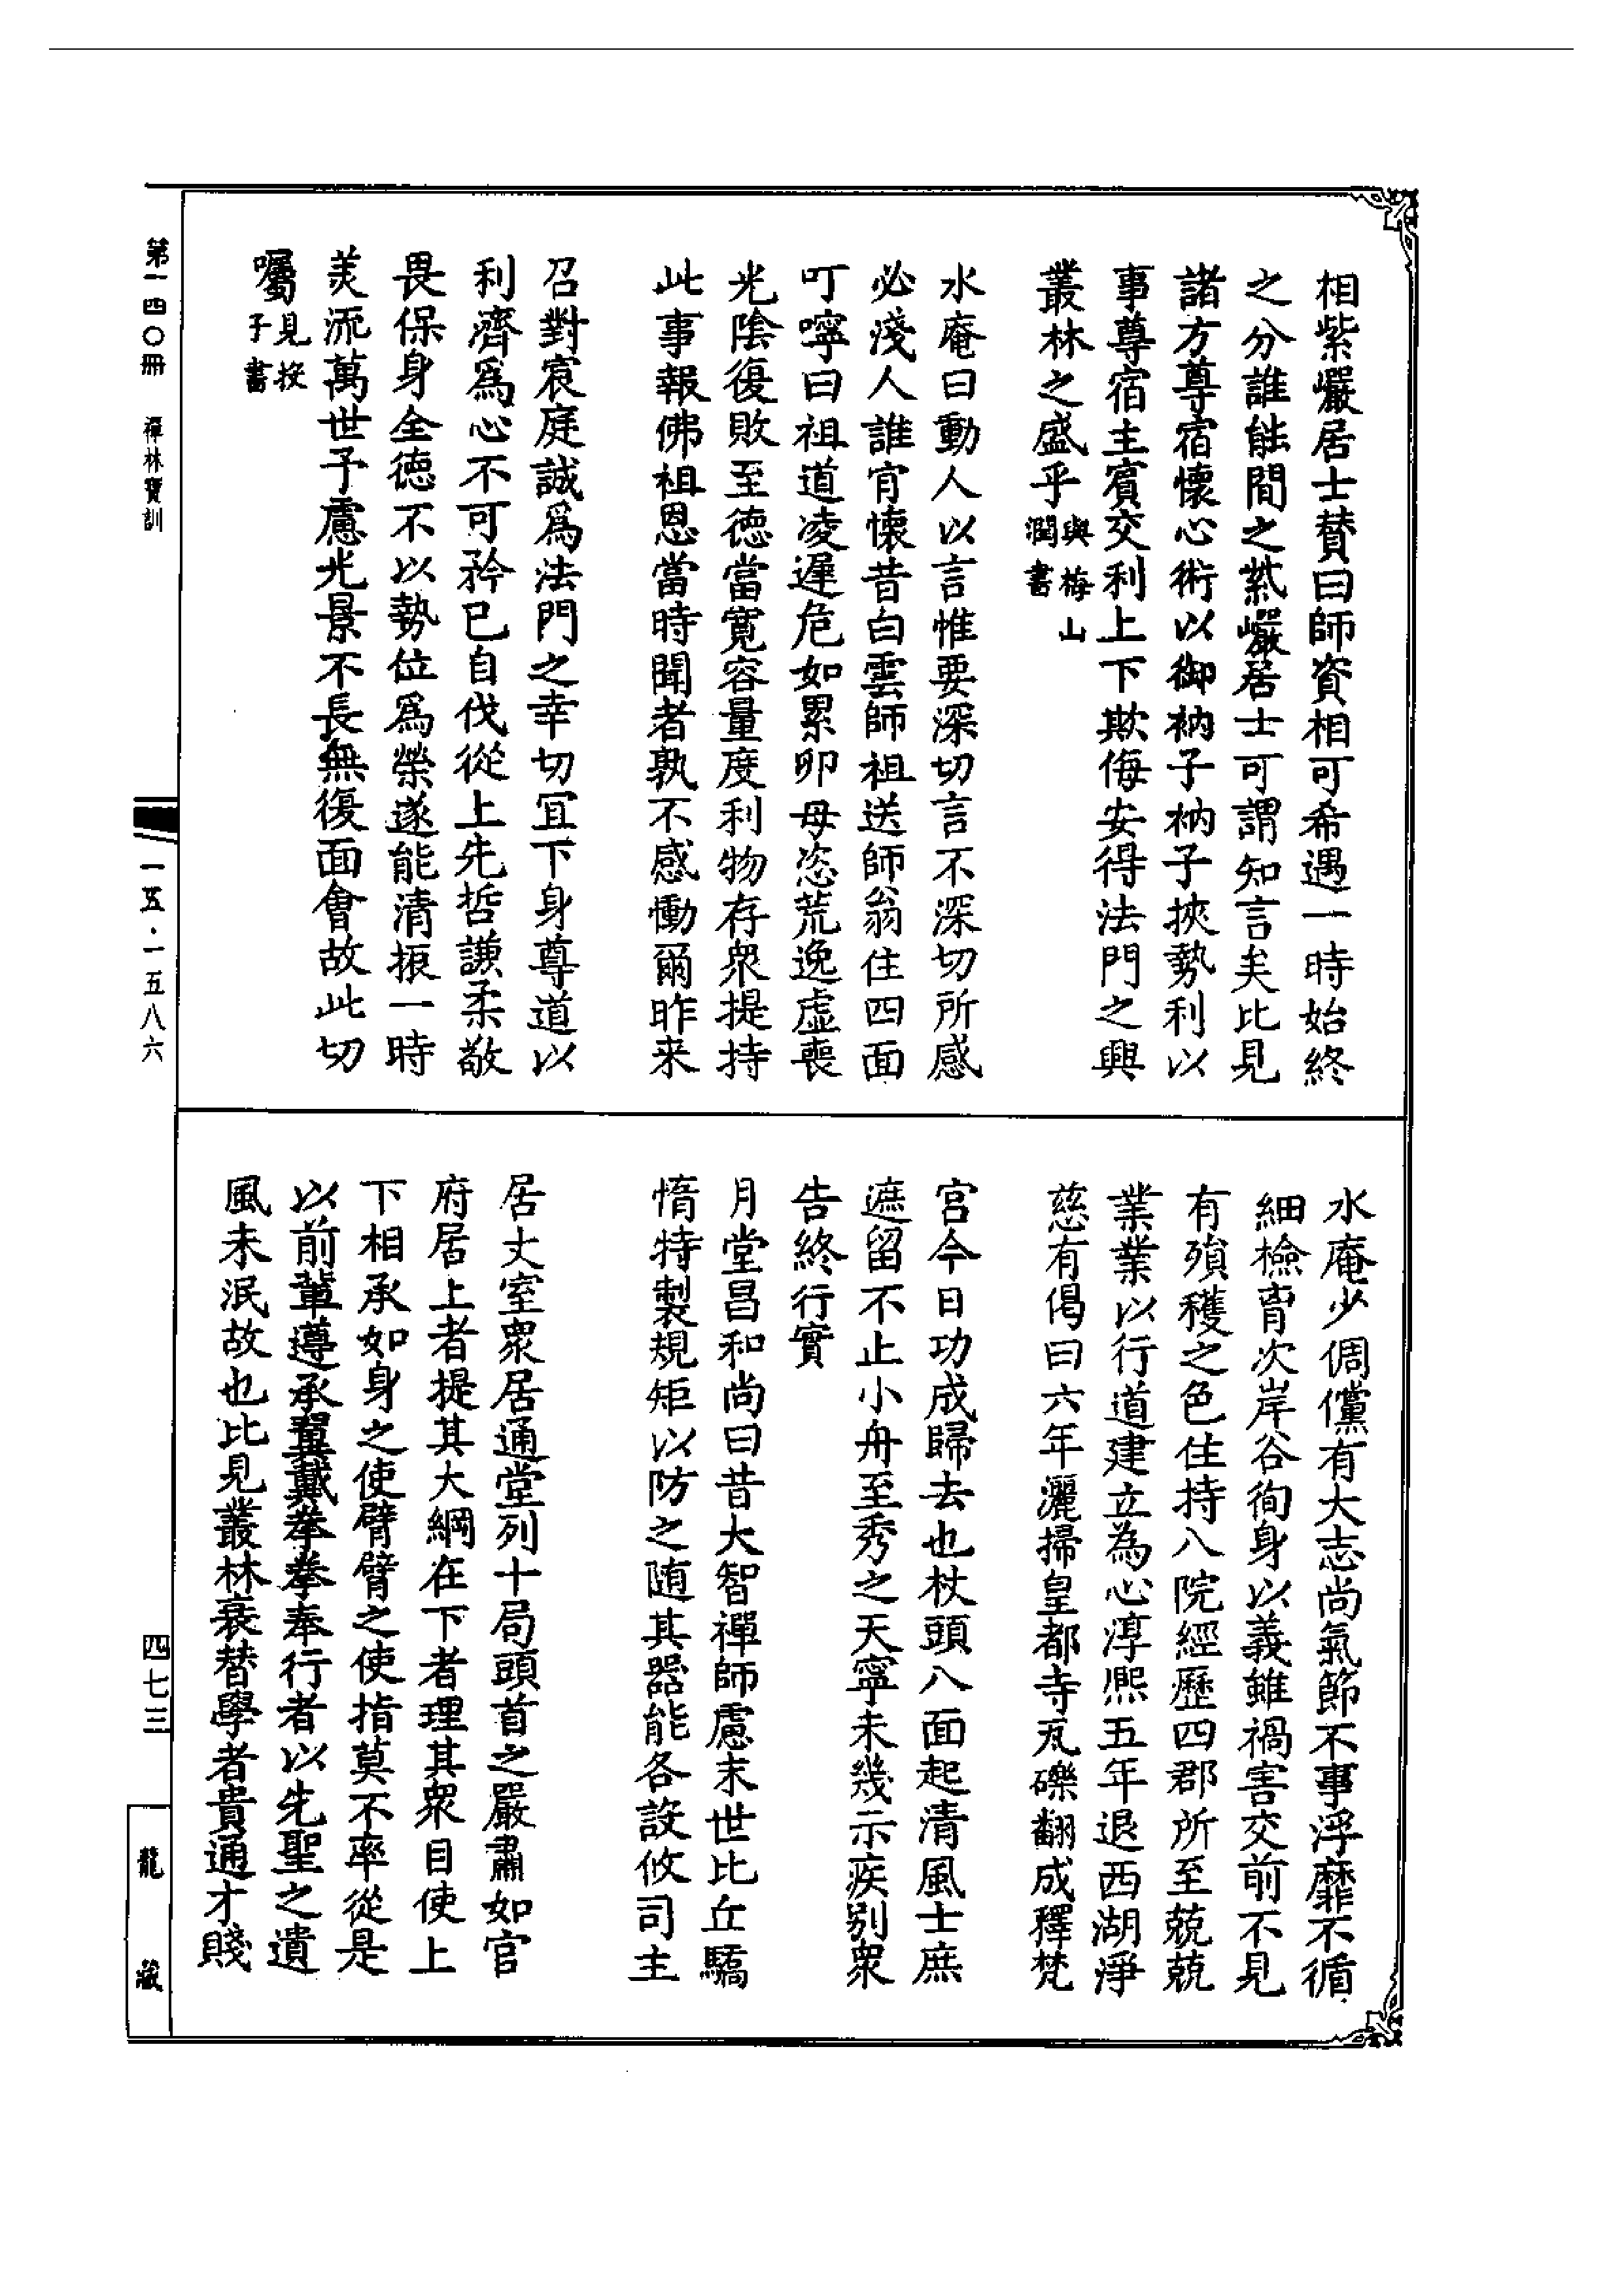 相紫巖居士贊曰師資相可希遇一時始終
之分誰能間之紫巖居士可謂知言矣比見
諸方尊宿懷心術以御衲子衲子挾勢利以
事尊宿主賓交利上下欺侮安得法門之興
叢林之盛乎與梅山
潤書
水庵曰動人以言惟要深切言不深切所感
必淺人誰肯懷昔白雲師祖送師翁住四面
叮嚀曰祖道凌遲危如累卵毋恣荒逸虛喪
光陰復敗至德當寬容量度利物存衆提持
此事報佛祖恩當時聞者孰不感慟爾昨来
召對宸庭誠爲法門之幸切冝下身尊道以
利濟爲心不可矜己自伐從上先哲謙柔敬
畏保身全德不以勢位爲榮遂能清振一時
美流萬世予慮光景不長無復面會故此切
囑見投
子書
水庵少倜儻有大志尚氣節不事浮靡不循
細檢胷次岸谷徇身以義雖禍害交前不見
有殞穫之色住持八院經歷四郡所至兢兢
業業以行道建立為心淳熈五年退西湖淨
慈有偈曰六年灑掃皇都寺瓦礫翻成釋梵
宫今日功成歸去也杖頭八面起清風士庶
遮留不止小舟至秀之天寧未幾示疾别衆
告終行實
月堂昌和尚曰昔大智禪師慮末世比丘驕
惰特製規矩以防之随其器能各設攸司主
居丈室衆居通堂列十局頭首之嚴肅如官
府居上者提其大綱在下者理其衆目使上
下相承如身之使臂臂之使指莫不率從是
以前輩遵承翼戴拳拳奉行者以先聖之遺
風未泯故也比見叢林衰替學者貴通才賤
第一四〇冊 禪林寶訓
一五五·一五八六
四七三
龍藏